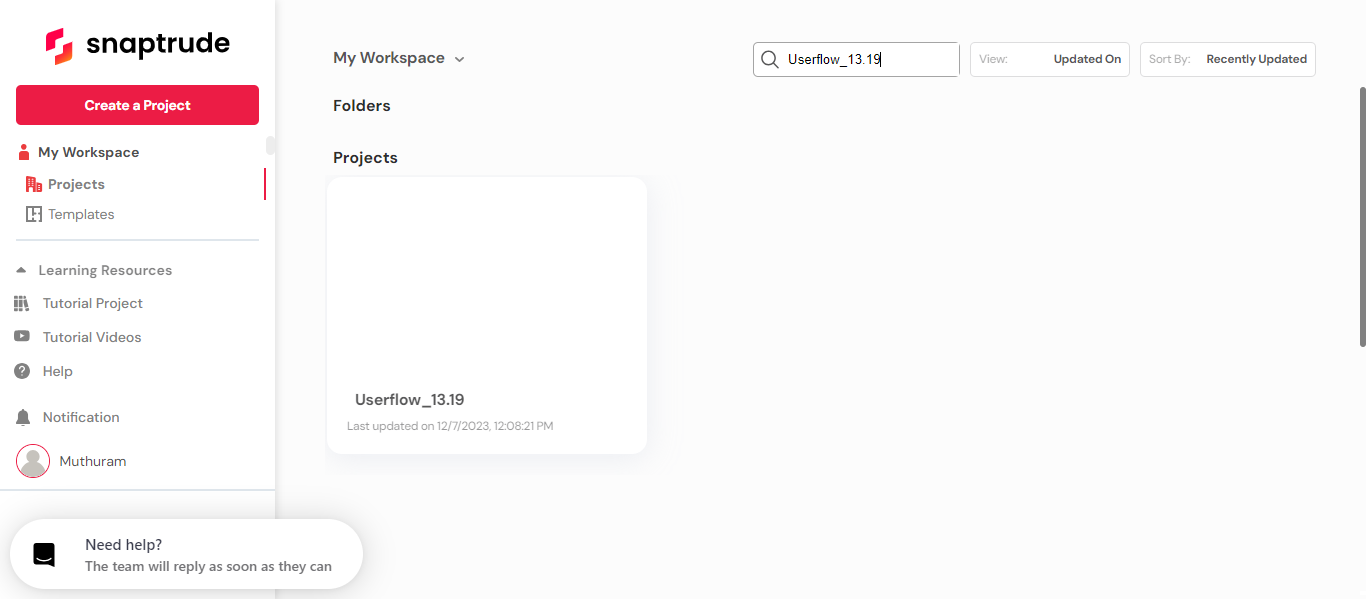 snaptrude
Create a Project
My Workspace
Projects
Templates
Learning Resources
Tutorial Project
Tutorial Videos
Help
Notification
Muthuram
Need help?
The team will reply as soon as they can
My Workspace
Userflow_13.19
View: Updated On
Sort By: Recently Updated
Folders
Projects
Userflow_13.19
Last updated on 12/7/2023, 12:08:21 PM